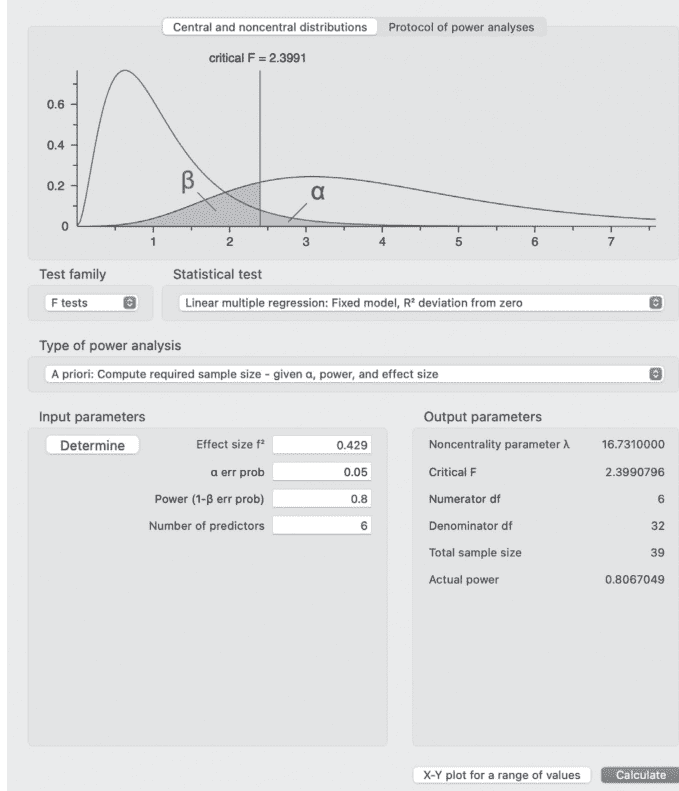 Central and noncentral distributions Protocol of power analyses
critical F = 2.3991
0.6
0.4
β
α
0.2
0
1 2 3 4 5 6 7
Test family Statistical test
F tests Linear multiple regression: Fixed model, R² deviation from zero
Type of power analysis
A priori: Compute required sample size - given α, power, and effect size
Input parameters
Determine Effect size f² 0.429
α err prob 0.05
Power (1-β err prob) 0.8
Number of predictors 6
Output parameters
Noncentrality parameter λ 16.7310000
Critical F 2.3990796
Numerator df 6
Denominator df 32
Total sample size 39
Actual power 0.8067049
X-Y plot for a range of values Calculate